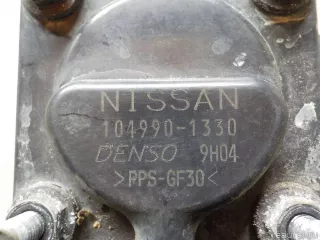 NISSAN
104990-1330
DENSO 9H04
>PPS-GF30<